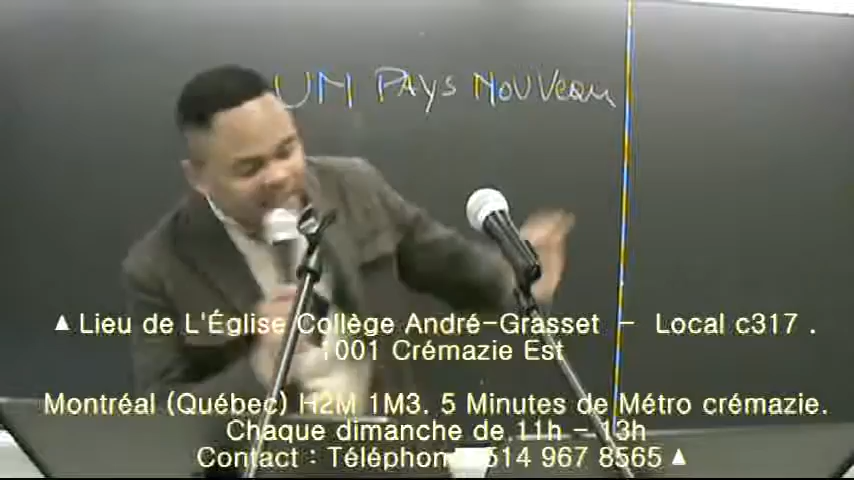 UN PAYS NOUVEAU
▲ Lieu de L'Église Collège André-Grasset - Local c317 .
1001 Crémazie Est
Montréal (Québec) H2M 1M3. 5 Minutes de Métro crémazie.
Chaque dimanche de 11h - 13h
Contact : Téléphone 514 967 8565 ▲